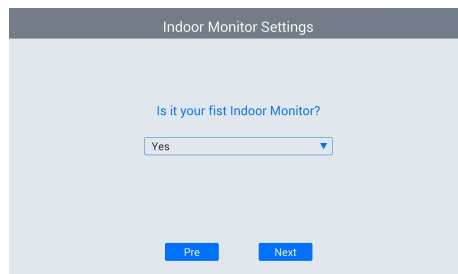 Indoor Monitor Settings
Is it your fist Indoor Monitor?
Yes
Pre Next